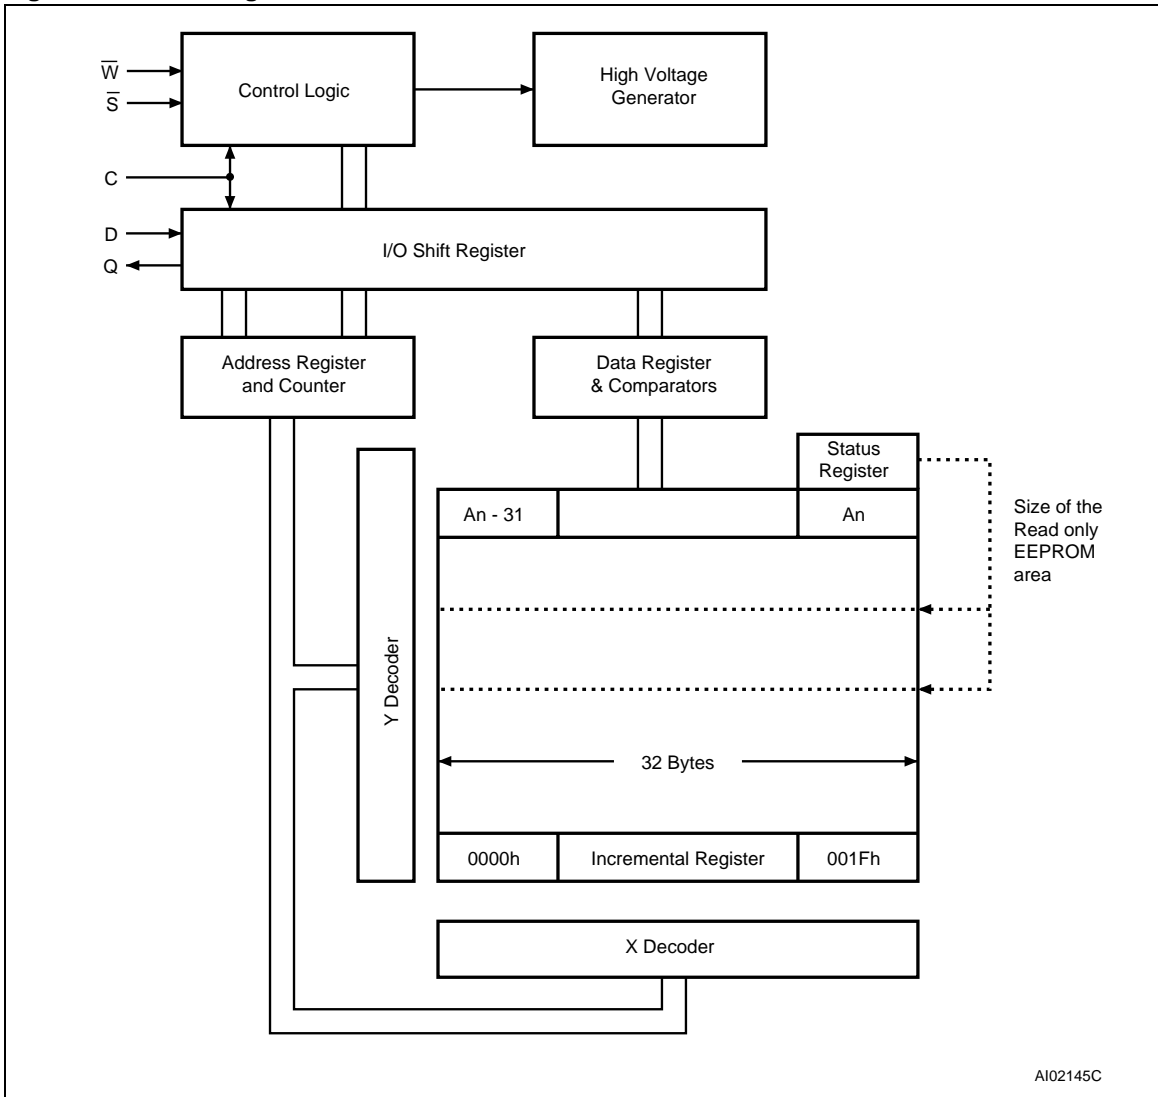 W̅
S̅
Control Logic
High Voltage
Generator
C
D
Q
I/O Shift Register
Address Register
and Counter
Data Register
& Comparators
Status
Register
An - 31
An
Size of the
Read only
EEPROM
area
Y Decoder
32 Bytes
0000h
Incremental Register
001Fh
X Decoder
AI02145C